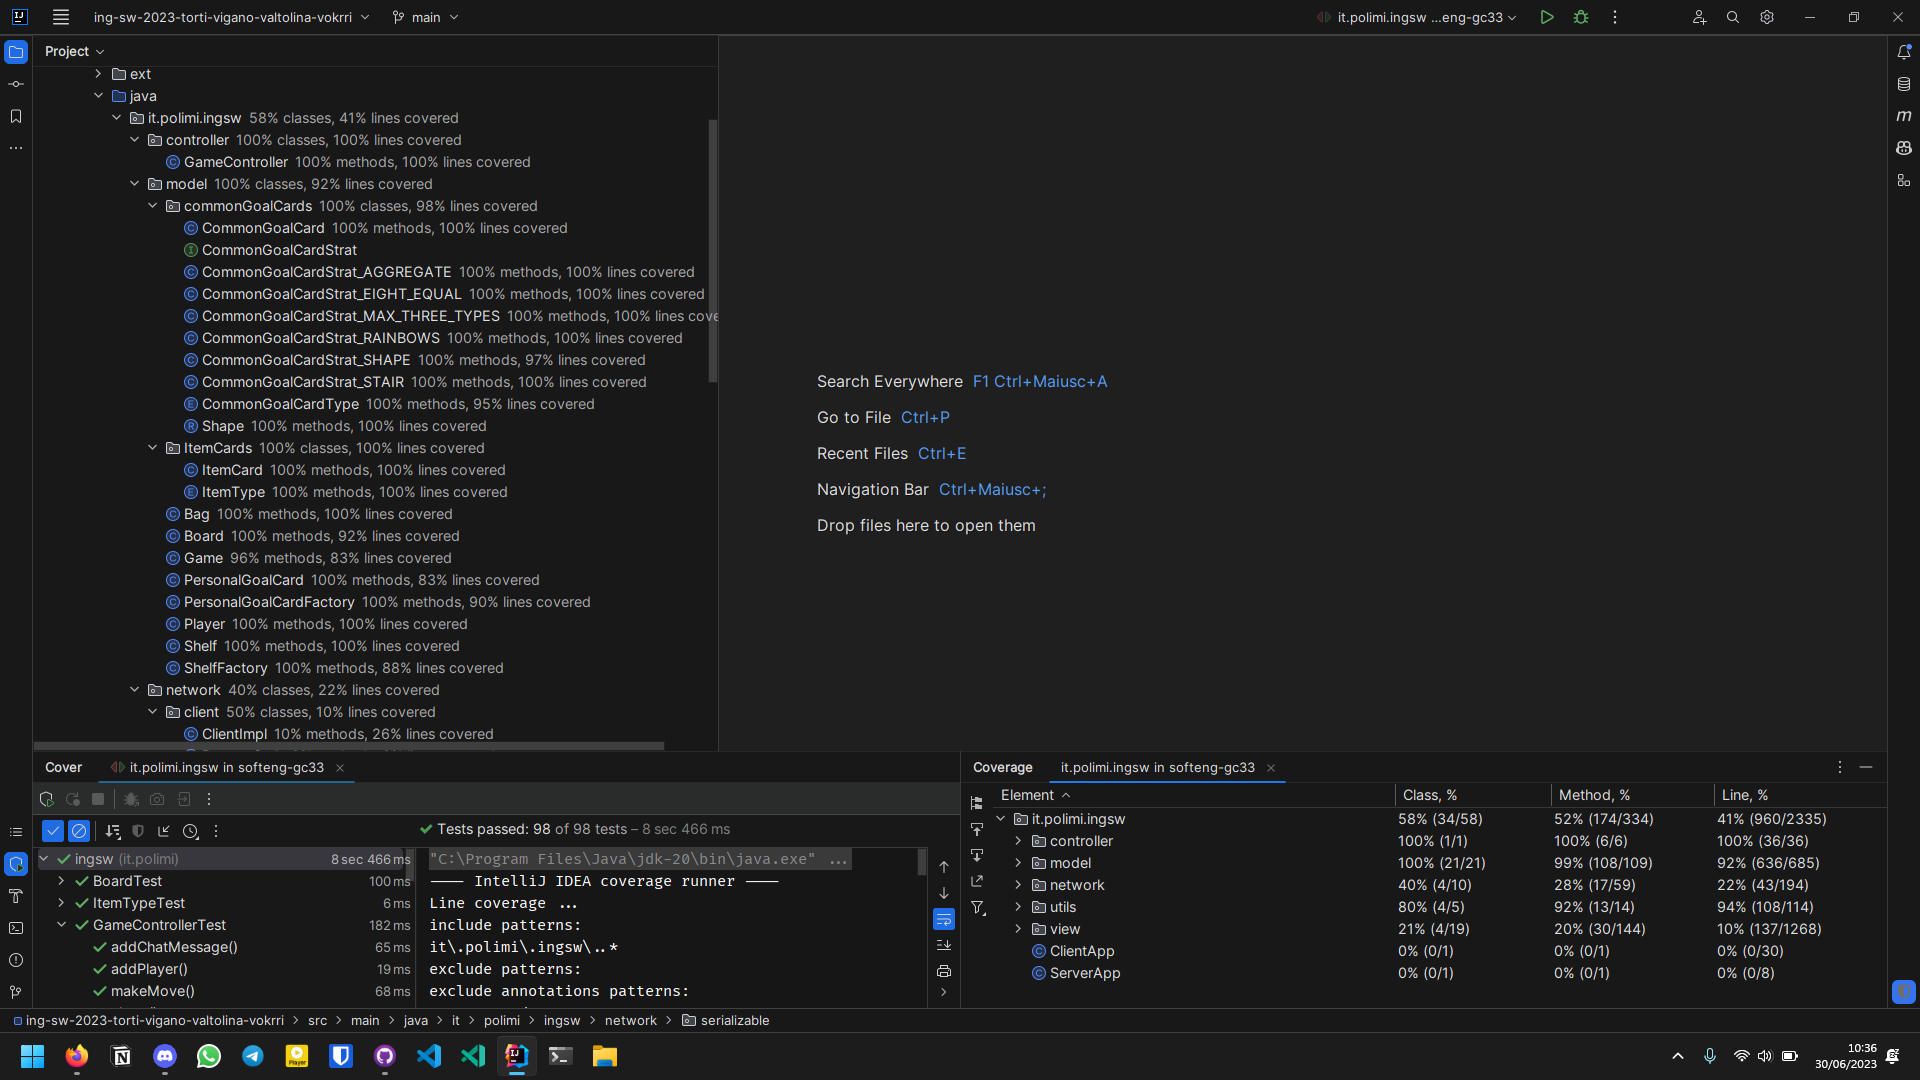 ing-sw-2023-torti-vigano-valtolina-vokrri
main
it.polimi.ingsw ...eng-gc33
Project
ext
java
it.polimi.ingsw 58% classes, 41% lines covered
controller 100% classes, 100% lines covered
GameController 100% methods, 100% lines covered
model 100% classes, 92% lines covered
commonGoalCards 100% classes, 98% lines covered
CommonGoalCard 100% methods, 100% lines covered
CommonGoalCardStrat
CommonGoalCardStrat_AGGREGATE 100% methods, 100% lines covered
CommonGoalCardStrat_EIGHT_EQUAL 100% methods, 100% lines covered
CommonGoalCardStrat_MAX_THREE_TYPES 100% methods, 100% lines cove
CommonGoalCardStrat_RAINBOWS 100% methods, 100% lines covered
CommonGoalCardStrat_SHAPE 100% methods, 97% lines covered
CommonGoalCardStrat_STAIR 100% methods, 100% lines covered
CommonGoalCardType 100% methods, 95% lines covered
Shape 100% methods, 100% lines covered
ItemCards 100% classes, 100% lines covered
ItemCard 100% methods, 100% lines covered
ItemType 100% methods, 100% lines covered
Bag 100% methods, 100% lines covered
Board 100% methods, 92% lines covered
Game 96% methods, 83% lines covered
PersonalGoalCard 100% methods, 83% lines covered
PersonalGoalCardFactory 100% methods, 90% lines covered
Player 100% methods, 100% lines covered
Shelf 100% methods, 100% lines covered
ShelfFactory 100% methods, 88% lines covered
network 40% classes, 22% lines covered
client 50% classes, 10% lines covered
ClientImpl 10% methods, 26% lines covered
Search Everywhere F1 Ctrl+Maiusc+A
Go to File Ctrl+P
Recent Files Ctrl+E
Navigation Bar Ctrl+Maiusc+;
Drop files here to open them
Cover it.polimi.ingsw in softeng-gc33
Tests passed: 98 of 98 tests – 8 sec 466 ms
ingsw (it.polimi) 8 sec 466 ms
BoardTest 100 ms
ItemTypeTest 6 ms
GameControllerTest 182 ms
addChatMessage() 65 ms
addPlayer() 19 ms
makeMove() 68 ms
"C:\Program Files\Java\jdk-20\bin\java.exe" ...
---- IntelliJ IDEA coverage runner ----
Line coverage ...
include patterns:
it\.polimi\.ingsw\..*
exclude patterns:
exclude annotations patterns:
Coverage it.polimi.ingsw in softeng-gc33
Element Class, % Method, % Line, %
it.polimi.ingsw 58% (34/58) 52% (174/334) 41% (960/2335)
controller 100% (1/1) 100% (6/6) 100% (36/36)
model 100% (21/21) 99% (108/109) 92% (636/685)
network 40% (4/10) 28% (17/59) 22% (43/194)
utils 80% (4/5) 92% (13/14) 94% (108/114)
view 21% (4/19) 20% (30/144) 10% (137/1268)
ClientApp 0% (0/1) 0% (0/1) 0% (0/30)
ServerApp 0% (0/1) 0% (0/1) 0% (0/8)
ing-sw-2023-torti-vigano-valtolina-vokrri > src > main > java > it > polimi > ingsw > network > serializable
10:36
30/06/2023